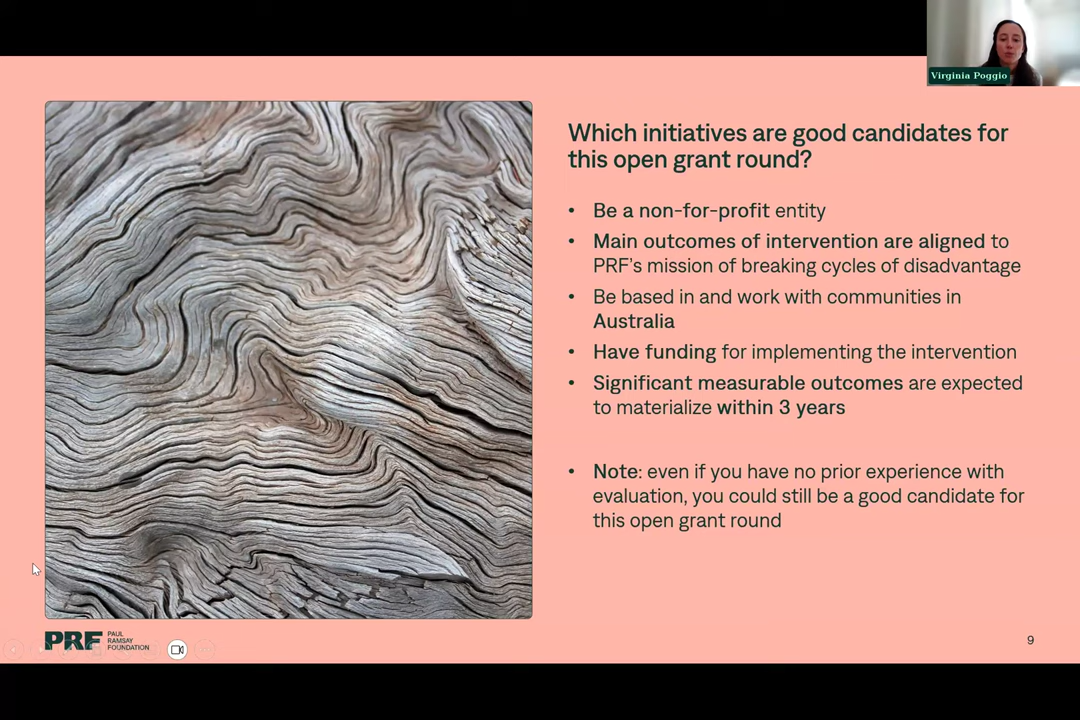 Virginia Poggio
Which initiatives are good candidates for
this open grant round?
• Be a non-for-profit entity
• Main outcomes of intervention are aligned to
PRF's mission of breaking cycles of disadvantage
• Be based in and work with communities in
Australia
• Have funding for implementing the intervention
• Significant measurable outcomes are expected
to materialize within 3 years
• Note: even if you have no prior experience with
evaluation, you could still be a good candidate for
this open grant round
PRF
PAUL
RAMSAY
FOUNDATION
9